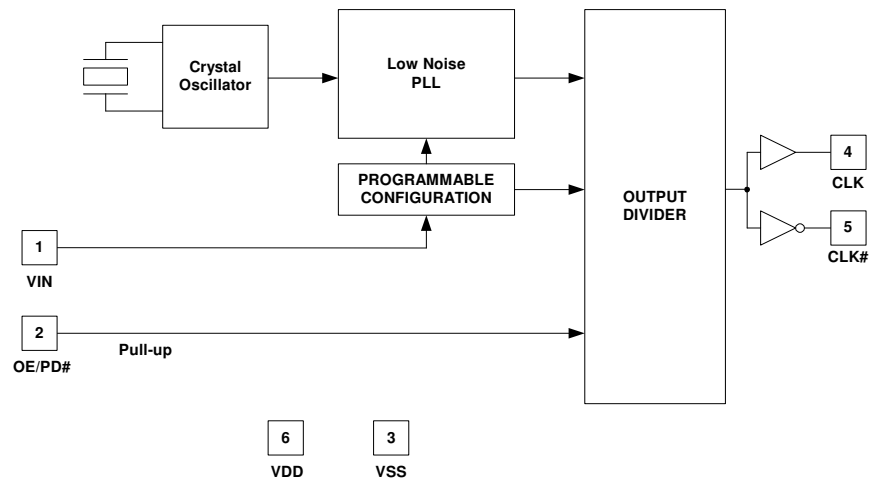 Crystal
Oscillator
Low Noise
PLL
PROGRAMMABLE
CONFIGURATION
OUTPUT
DIVIDER
4
CLK
5
CLK#
1
VIN
2
OE/PD#
Pull-up
6
VDD
3
VSS